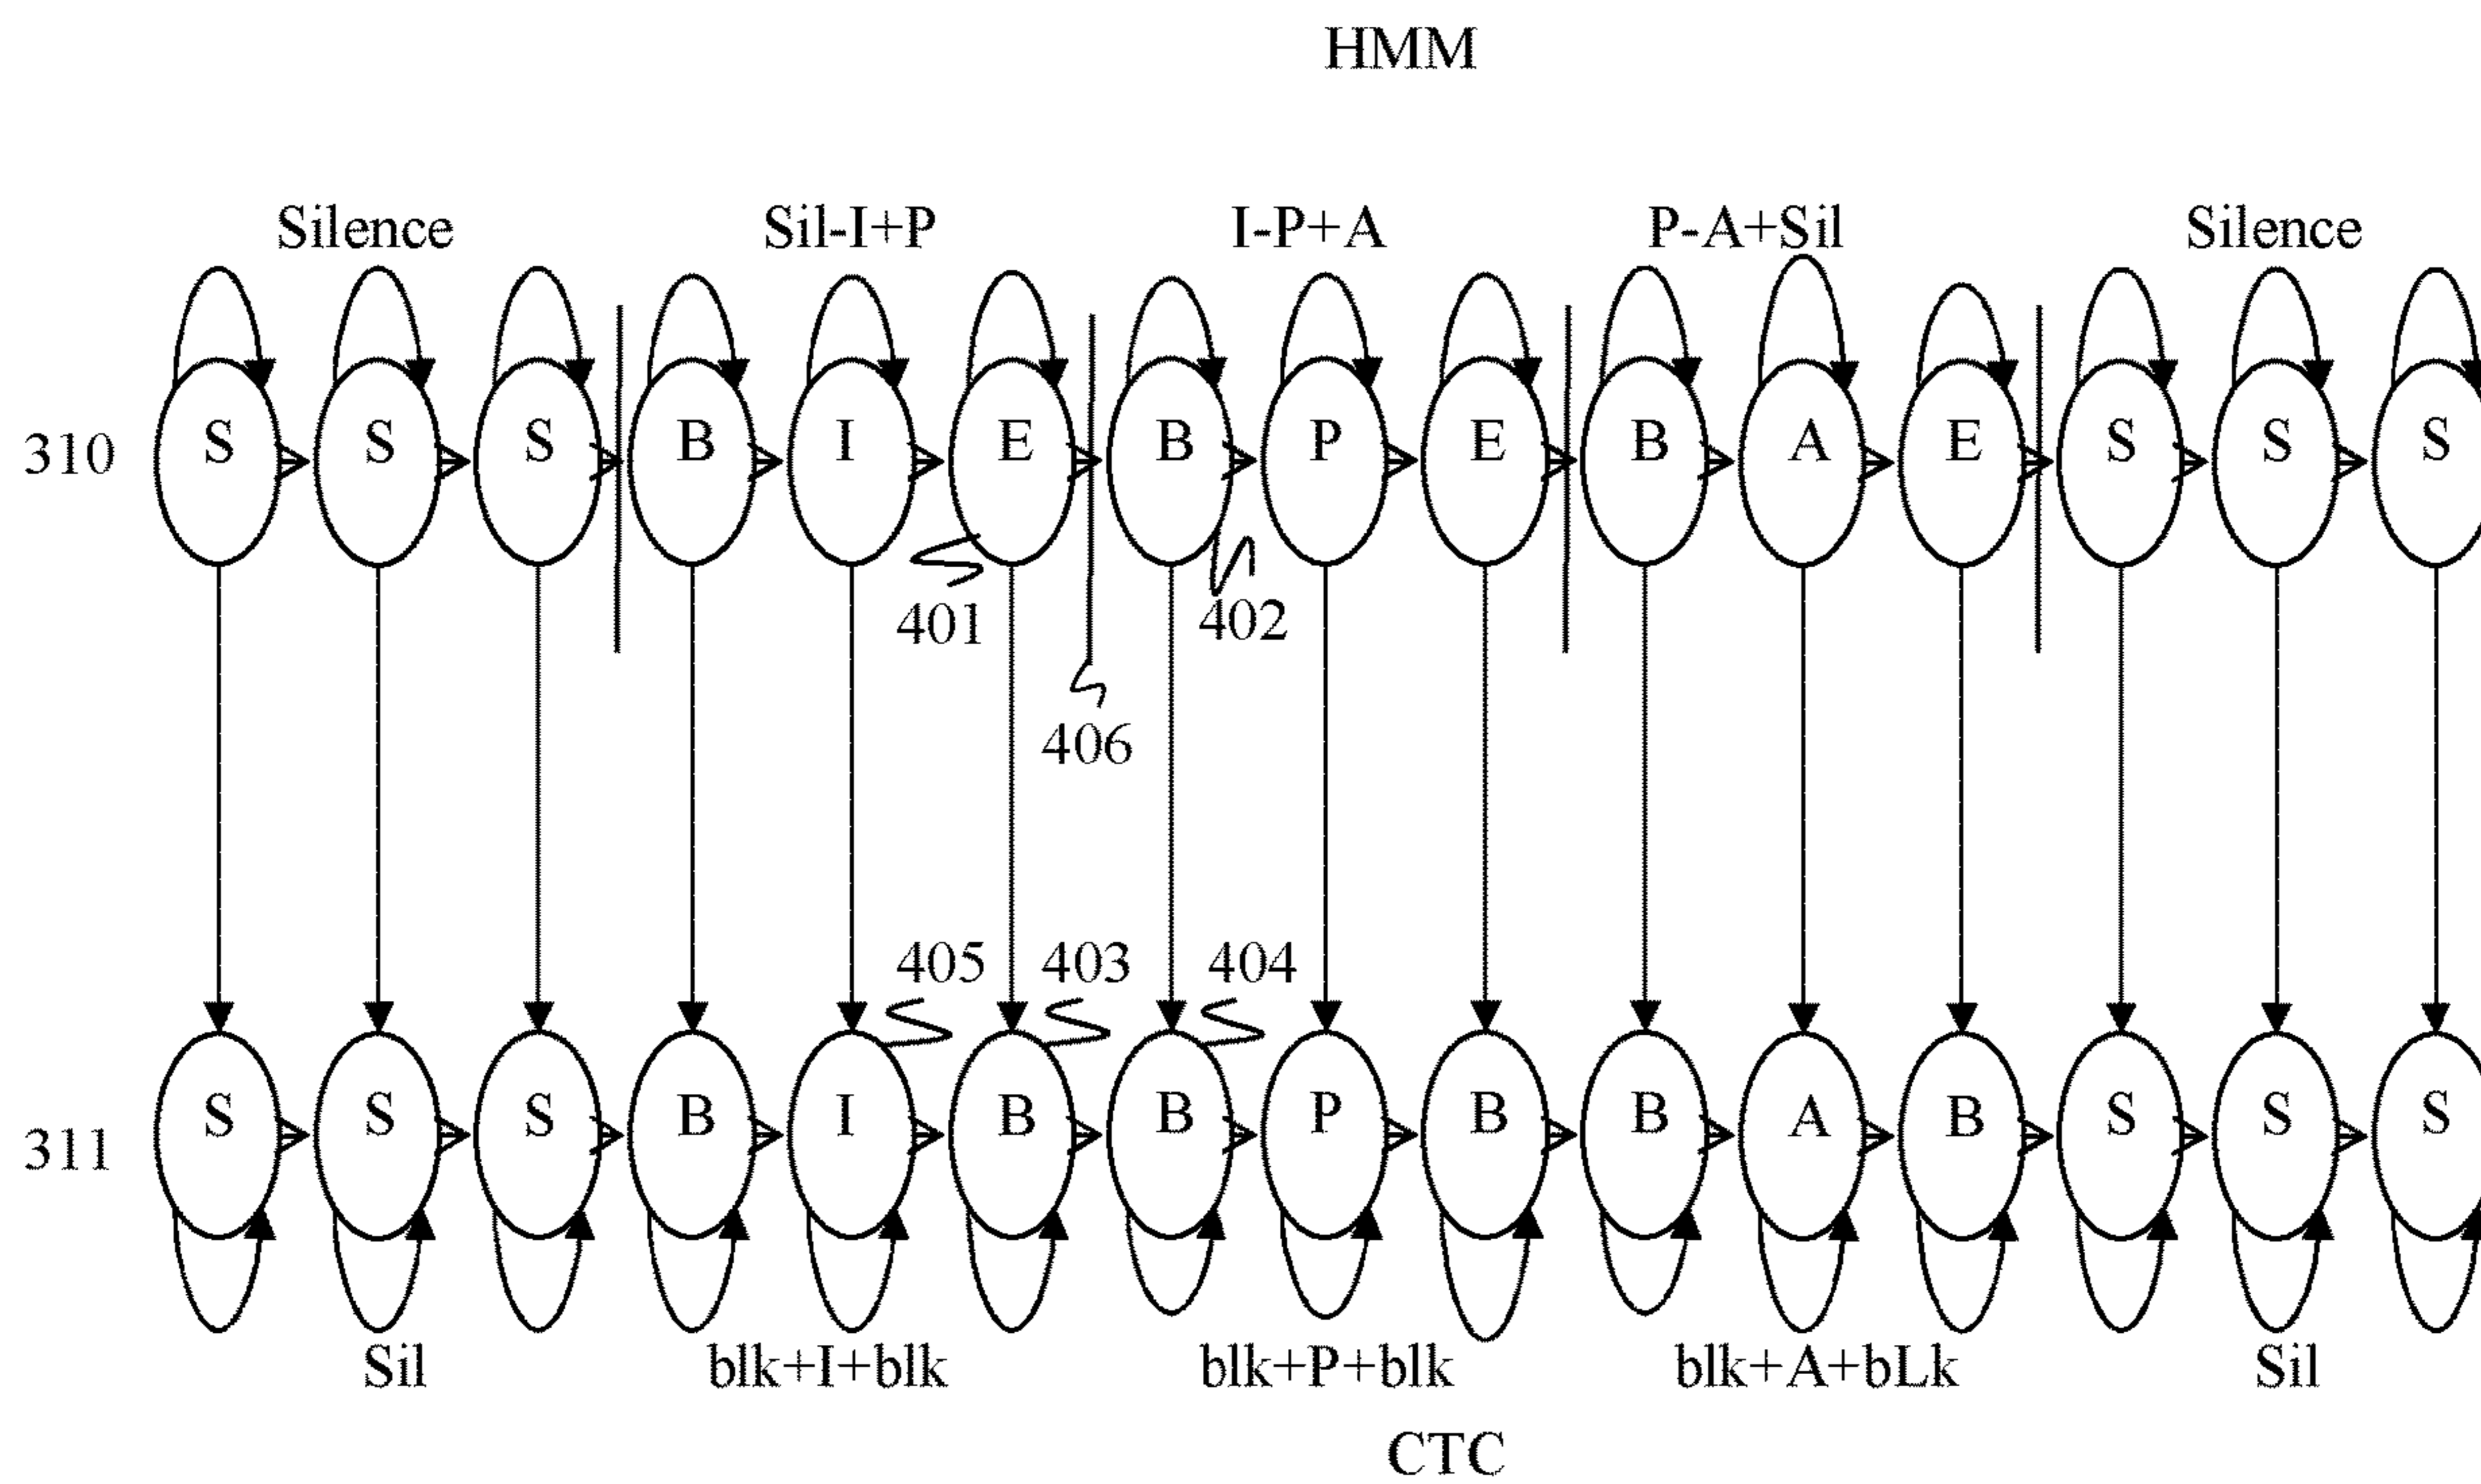 HMM
Silence Sil-I+P I-P+A P-A+Sil Silence
310 S S S B I E B P E B A E S S S
401 402
406
405 403 404
311 S S S B I B B P B B A B S S S
Sil blk+I+blk blk+P+blk blk+A+bLk Sil
CTC